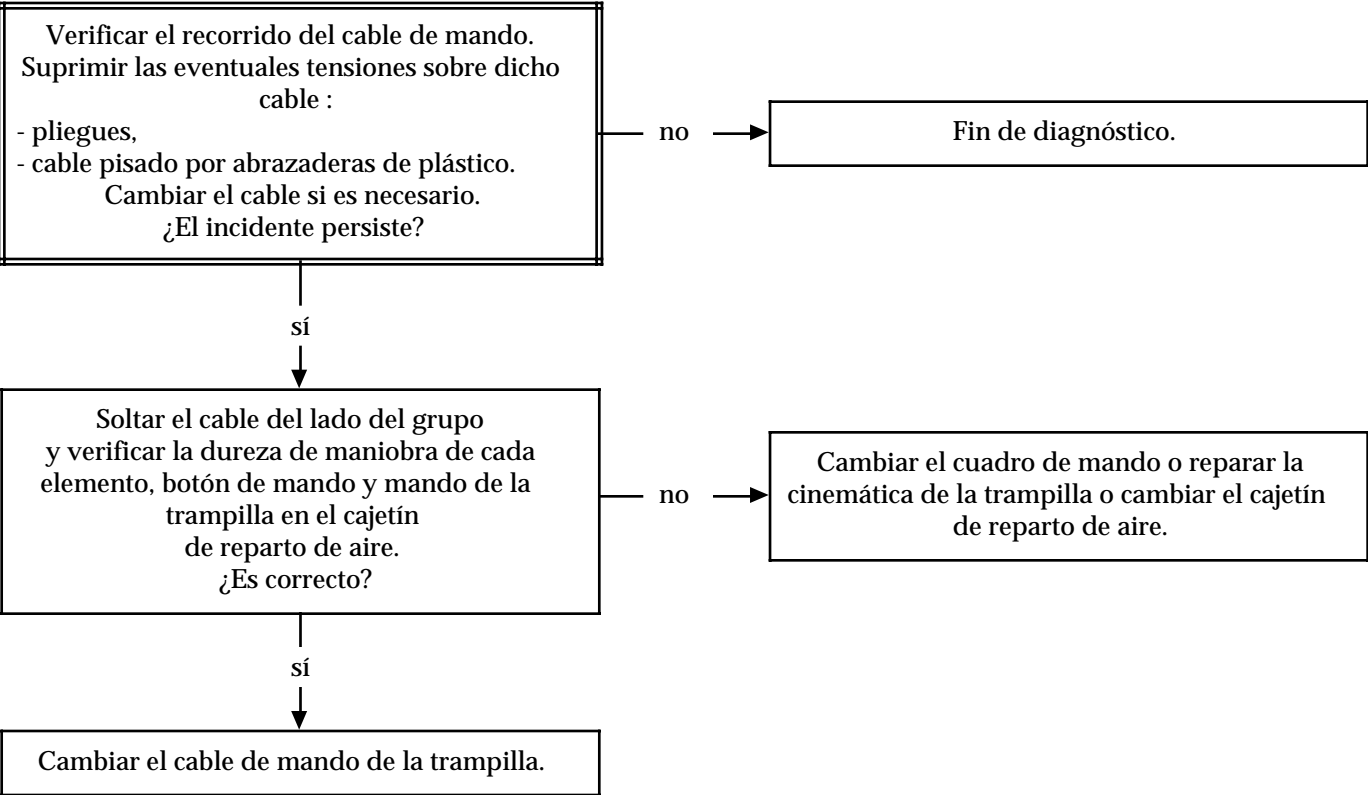 Verificar el recorrido del cable de mando.
Suprimir las eventuales tensiones sobre dicho
cable :
- pliegues,
- cable pisado por abrazaderas de plástico.
Cambiar el cable si es necesario.
¿El incidente persiste?
no
Fin de diagnóstico.
sí
Soltar el cable del lado del grupo
y verificar la dureza de maniobra de cada
elemento, botón de mando y mando de la
trampilla en el cajetín
de reparto de aire.
¿Es correcto?
no
Cambiar el cuadro de mando o reparar la
cinemática de la trampilla o cambiar el cajetín
de reparto de aire.
sí
Cambiar el cable de mando de la trampilla.